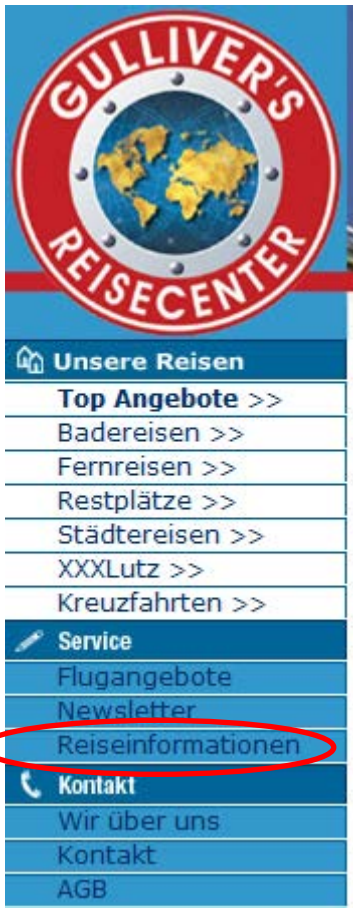 GULLIVER'S
REISECENTER
Unsere Reisen
Top Angebote >>
Badereisen >>
Fernreisen >>
Restplätze >>
Städtereisen >>
XXXLutz >>
Kreuzfahrten >>
Service
Flugangebote
Newsletter
Reiseinformationen
Kontakt
Wir über uns
Kontakt
AGB